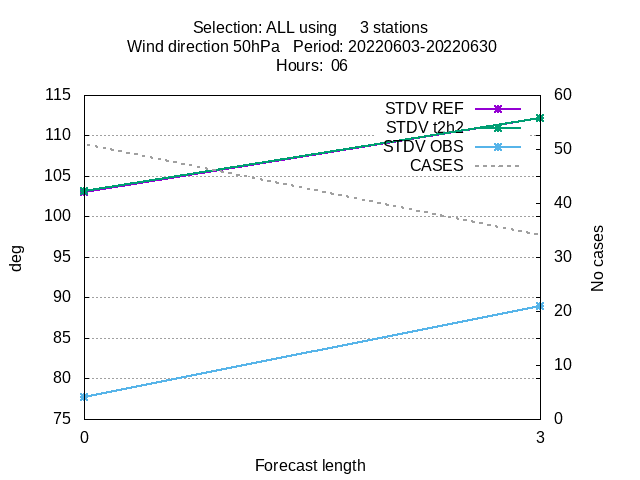 Selection: ALL using 3 stations
Wind direction 50hPa Period: 20220603-20220630
Hours: 06
115
110
105
100
95
90
85
80
75
60
50
40
30
20
10
0
STDV REF
STDV t2h2
STDV OBS
CASES
deg
No cases
0
3
Forecast length